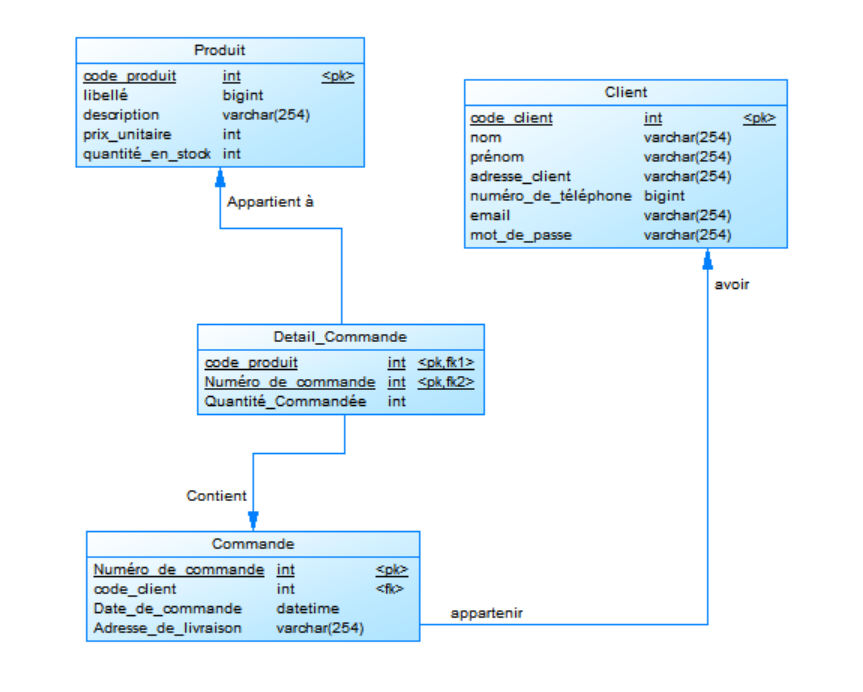 Produit
code_produit int <pk>
libellé bigint
description varchar(254)
prix_unitaire int
quantité_en_stock int
Client
code_client int <pk>
nom varchar(254)
prénom varchar(254)
adresse_client varchar(254)
numéro_de_téléphone bigint
email varchar(254)
mot_de_passe varchar(254)
Appartient à
avoir
Detail_Commande
code_produit int <pk,fk1>
Numéro_de_commande int <pk,fk2>
Quantité_Commandée int
Contient
Commande
Numéro_de_commande int <pk>
code_client int <fk>
Date_de_commande datetime
Adresse_de_livraison varchar(254)
appartenir